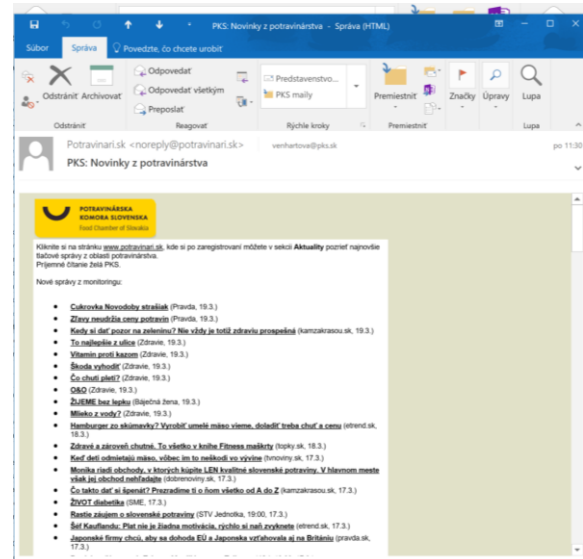 PKS: Novinky z potravinárstva - Správa (HTML)
Súbor
Správa
Povedzte, čo chcete urobiť
Odstrániť
Archivovať
Odpovedať
Odpovedať všetkým
Preposlať
Predstavenstvo...
PKS maily
Premiestniť
Značky
Úpravy
Lupa
Odstrániť
Reagovať
Rýchle kroky
Premiestniť
Lupa
Potravinari.sk <noreply@potravinari.sk>
venhartova@pks.sk
po 11:30
PKS: Novinky z potravinárstva
POTRAVINÁRSKA
KOMORA SLOVENSKA
Food Chamber of Slovakia
Kliknite si na stránku www.potravinari.sk, kde si po zaregistrovaní môžete v sekcii Aktuality pozrieť najnovšie
tlačové správy z oblasti potravinárstva.
Príjemné čítanie želá PKS.
Nové správy z monitoringu:
Cukrovka Novodoby strašiak (Pravda, 19.3.)
Zľavy neudržia ceny potravín (Pravda, 19.3.)
Kedy si dať pozor na zeleninu? Nie vždy je totiž zdraviu prospešná (kamzakrasou.sk, 19.3.)
To najlepšie z ulice (Zdravie, 19.3.)
Vitamín proti kazom (Zdravie, 19.3.)
Škoda vyhodiť (Zdravie, 19.3.)
Čo chutí pleti? (Zdravie, 19.3.)
O&O (Zdravie, 19.3.)
ŽIJEME bez lepku (Báječná žena, 19.3.)
Mlieko z vody? (Zdravie, 19.3.)
Hamburger zo skúmavky? Vyrobiť umelé mäso vieme, doladiť treba chuť a cenu (etrend.sk,
18.3.)
Zdravé a zároveň chutné. To všetko v knihe Fitness maškrty (topky.sk, 18.3.)
Keď deti odmietajú mäso, vôbec im to neškodí vo vývine (tvnoviny.sk, 17.3.)
Monika riadi obchody, v ktorých kúpite LEN kvalitné slovenské potraviny. V hlavnom meste
však jej obchod nehľadajte (dobrenoviny.sk, 17.3.)
Čo takto dať si špenát? Prezradíme ti o ňom všetko od A do Z (kamzakrasou.sk, 17.3.)
ŽIVOT diabetika (SME, 17.3.)
Rastie záujem o slovenské potraviny (STV Jednotka, 19:00, 17.3.)
Šéf Kauflandu: Plat nie je žiadna motivácia, rýchlo si naň zvyknete (etrend.sk, 17.3.)
Japonské firmy chcú, aby sa dohoda EÚ a Japonska vzťahovala aj na Britániu (pravda.sk,
17.3.)